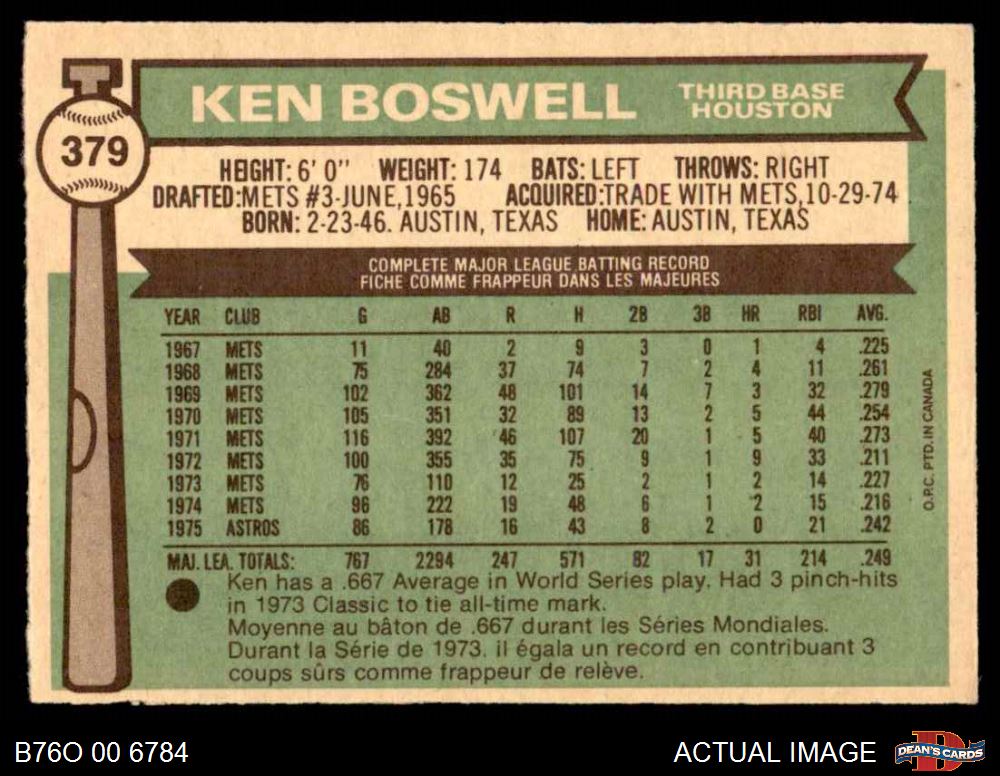 KEN BOSWELL THIRD BASE
HOUSTON
379
HEIGHT: 6' 0" WEIGHT: 174 BATS: LEFT THROWS: RIGHT
DRAFTED: METS #3-JUNE, 1965 ACQUIRED: TRADE WITH METS, 10-29-74
BORN: 2-23-46. AUSTIN, TEXAS HOME: AUSTIN, TEXAS
COMPLETE MAJOR LEAGUE BATTING RECORD
FICHE COMME FRAPPEUR DANS LES MAJEURES
YEAR CLUB G AB R H 2B 3B HR RBI AVG.
1967 METS 11 40 2 9 3 0 1 4 .225
1968 METS 75 284 37 74 7 2 4 11 .261
1969 METS 102 362 48 101 14 7 3 32 .279
1970 METS 105 351 32 89 13 2 5 44 .254
1971 METS 116 392 46 107 20 1 5 40 .273
1972 METS 100 355 35 75 9 1 9 33 .211
1973 METS 76 110 12 25 2 1 2 14 .227
1974 METS 96 222 19 48 6 1 2 15 .216
1975 ASTROS 86 178 16 43 8 2 0 21 .242
MAJ. LEA. TOTALS: 767 2294 247 571 82 17 31 214 .249
O.P.C. PTD. IN CANADA
Ken has a .667 Average in World Series play. Had 3 pinch-hits
in 1973 Classic to tie all-time mark.
Moyenne au bâton de .667 durant les Séries Mondiales.
Durant la Série de 1973. il égala un record en contribuant 3
coups sûrs comme frappeur de relève.
B76O 00 6784 ACTUAL IMAGE DEAN'S CARDS